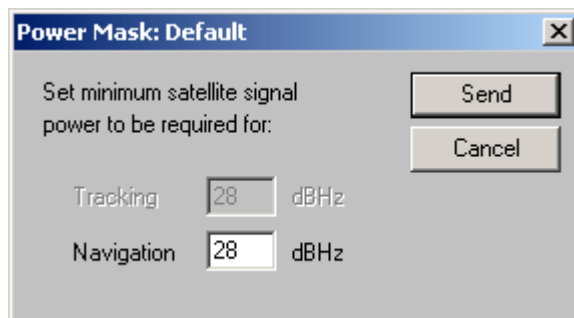 Power Mask: Default
Set minimum satellite signal
power to be required for:
Send
Cancel
Tracking 28 dBHz
Navigation 28 dBHz